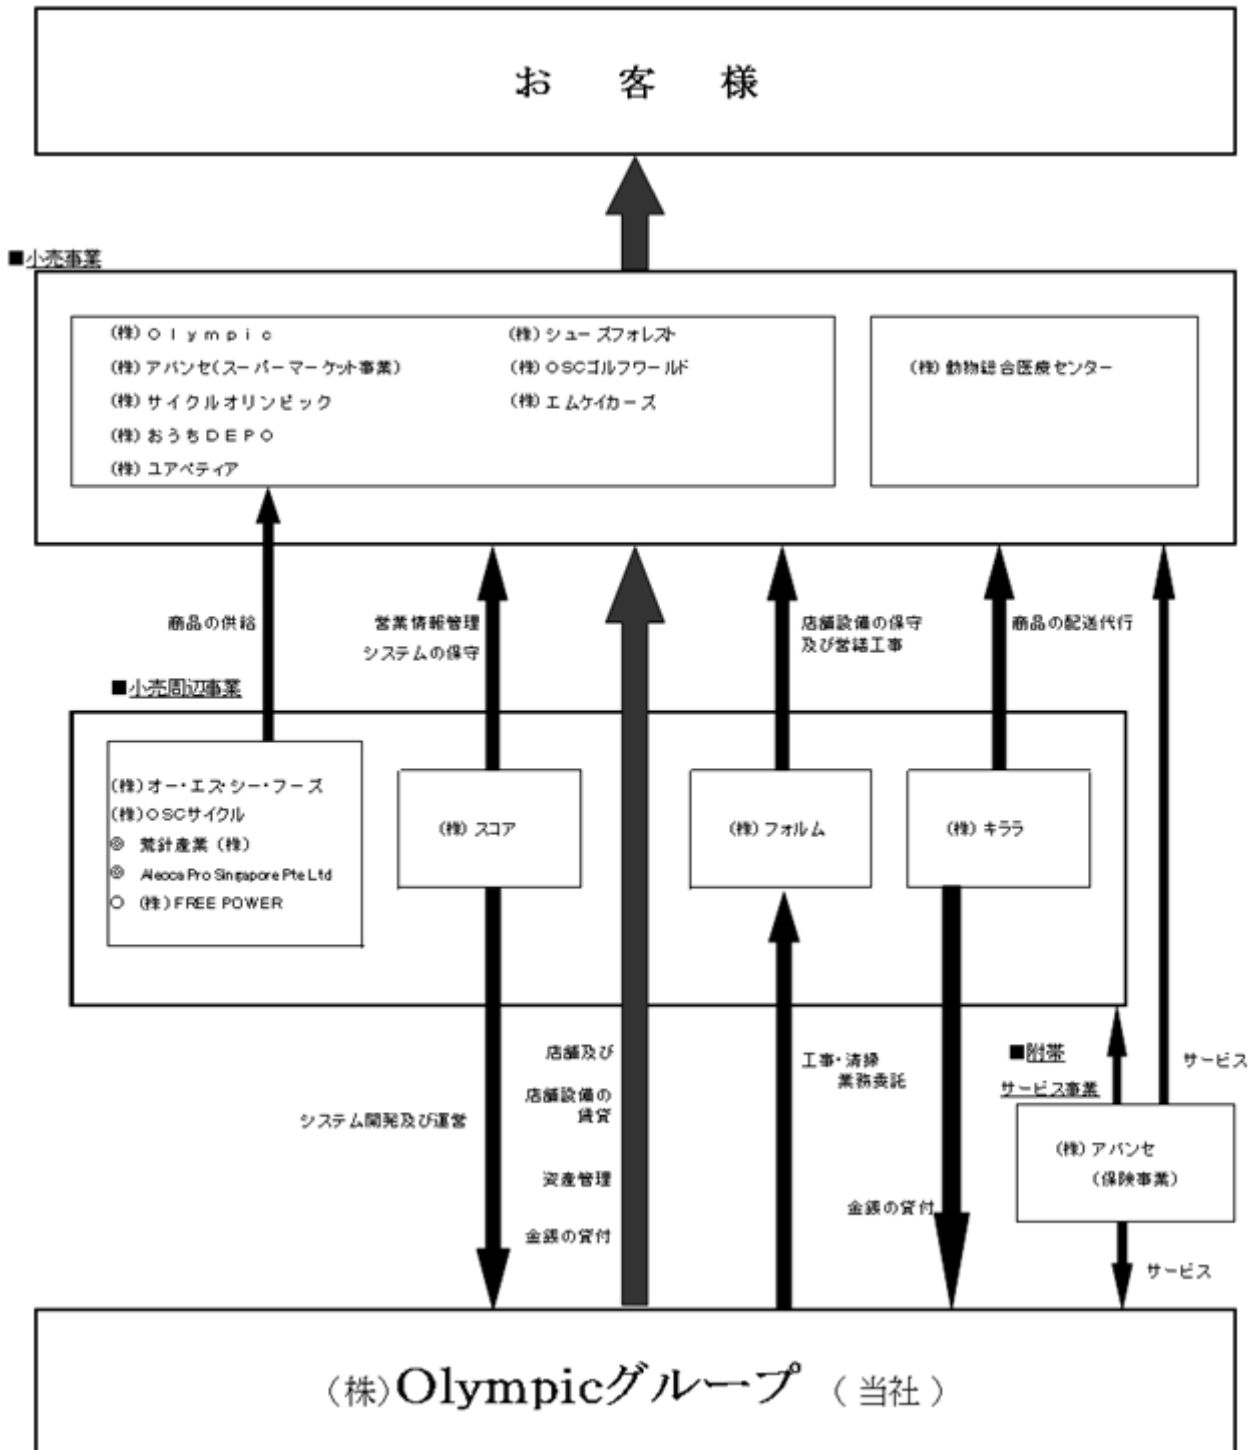 お客様
■小売事業
(株)Olympic
(株)アバンセ(スーパーマーケット事業)
(株)サイクルオリンピック
(株)おうちDEPO
(株)ユアペティア
(株)シューズフォレスト
(株)OSCゴルフワールド
(株)エムケイカーズ
(株)動物総合医療センター
商品の供給
営業情報管理
システムの保守
店舗設備の保守
及び営繕工事
商品の配送代行
■小売周辺事業
(株)オー・エス・シー・フーズ
(株)OSCサイクル
◎ 荒井産業(株)
◎ Aleoca Pro Singapore Pte Ltd
○ (株)FREE POWER
(株)スコア
(株)フォルム
(株)キララ
システム開発及び運営
店舗及び
店舗設備の
賃貸
資産管理
金銭の貸付
工事・清掃
業務委託
金銭の貸付
■附帯
サービス事業
サービス
(株)アバンセ
(保険事業)
サービス
(株)Olympicグループ(当社)